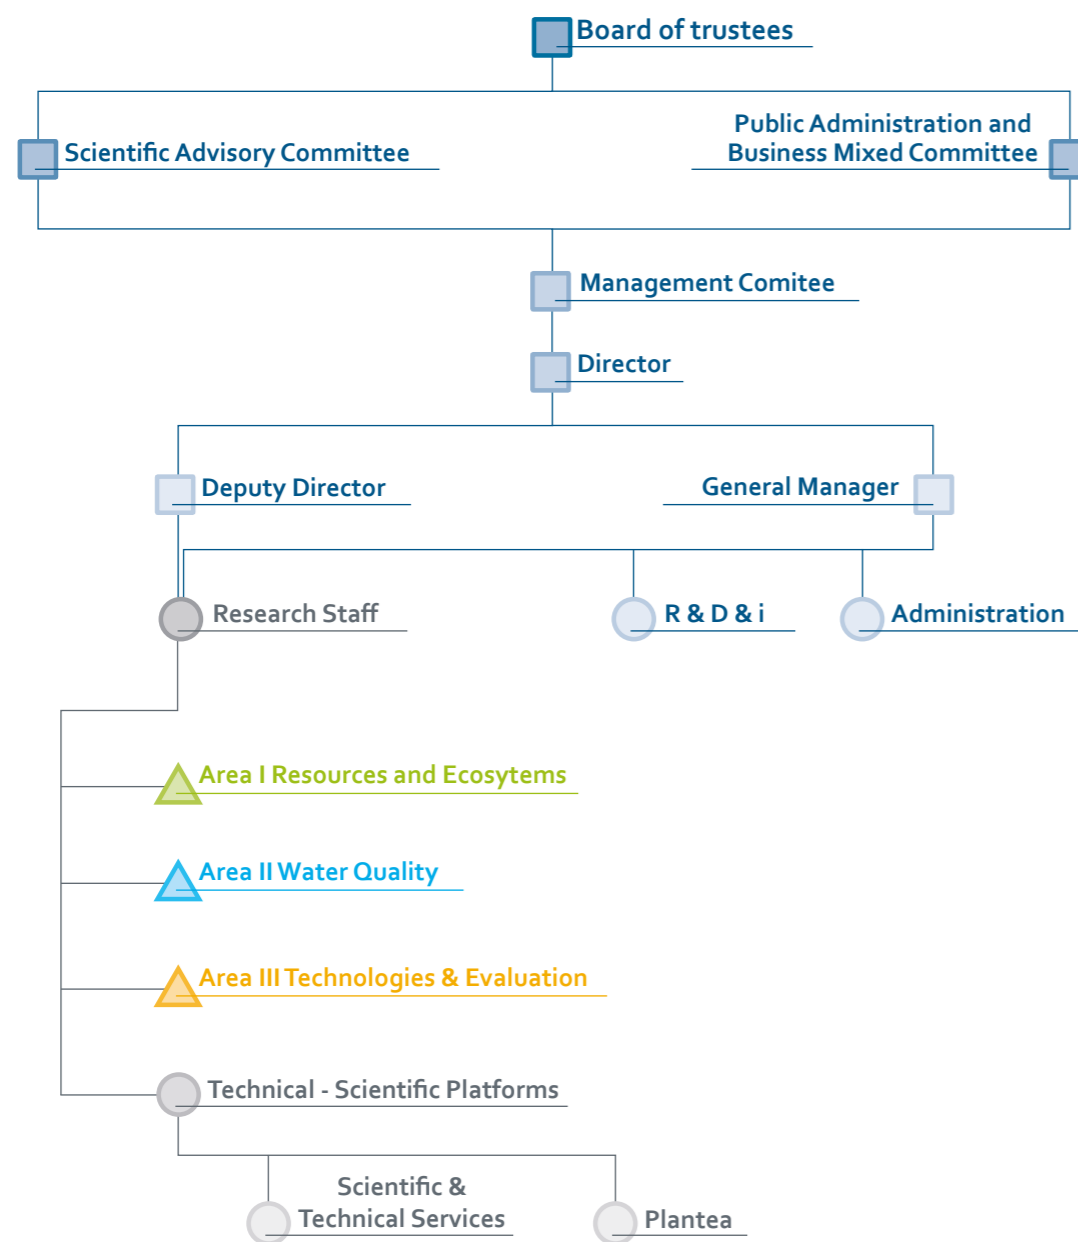 Board of trustees
Scientific Advisory Committee
Public Administration and
Business Mixed Committee
Management Comitee
Director
Deputy Director
General Manager
Research Staff
R & D & i
Administration
Area I Resources and Ecosytems
Area II Water Quality
Area III Technologies & Evaluation
Technical - Scientific Platforms
Scientific &
Technical Services
Plantea